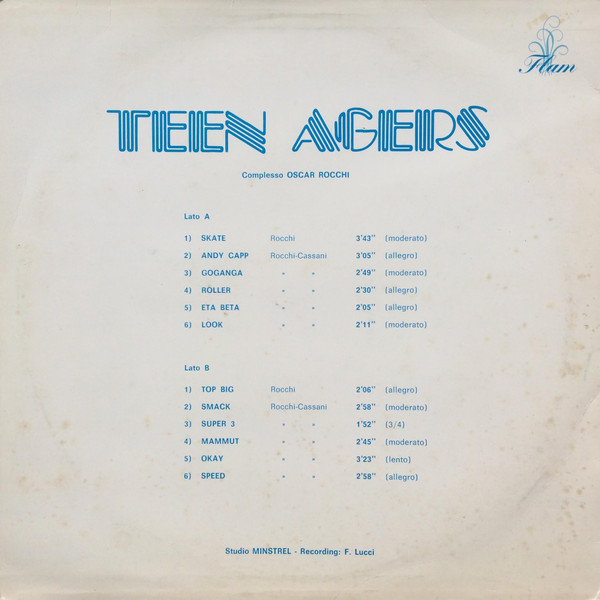 Flam
TEEN AGERS
Complesso OSCAR ROCCHI
Lato A
1) SKATE Rocchi 3'43" (moderato)
2) ANDY CAPP Rocchi-Cassani 3'05" (allegro)
3) GOGANGA " " 2'49" (moderato)
4) RÖLLER " " 2'30" (allegro)
5) ETA BETA " " 2'05" (allegro)
6) LOOK " " 2'11" (moderato)
Lato B
1) TOP BIG Rocchi 2'06" (allegro)
2) SMACK Rocchi-Cassani 2'58" (moderato)
3) SUPER 3 " " 1'52" (3/4)
4) MAMMUT " " 2'45" (moderato)
5) OKAY " " 3'23" (lento)
6) SPEED " " 2'58" (allegro)
Studio MINSTREL - Recording: F. Lucci